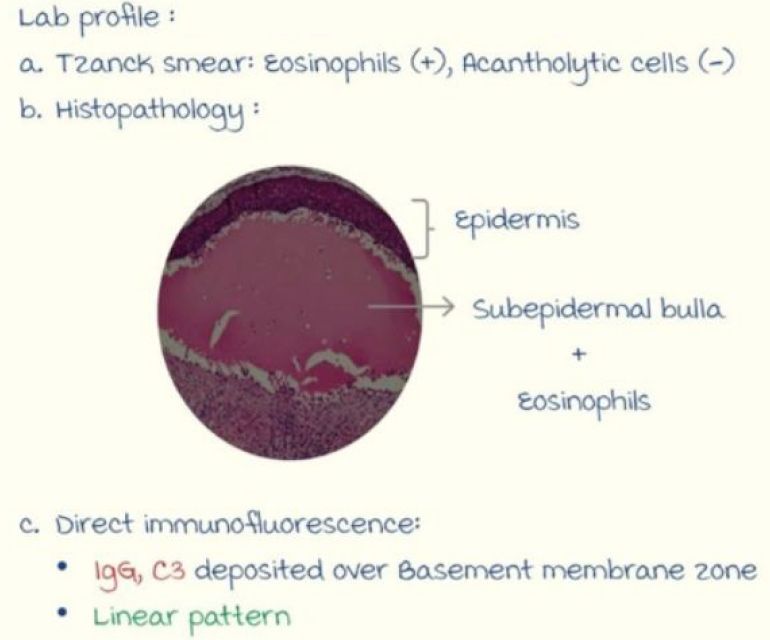 Lab profile :
a. Tzanck smear: Eosinophils (+), Acantholytic cells (-)
b. Histopathology :
Epidermis
Subepidermal bulla
+
Eosinophils
c. Direct immunofluorescence:
• IgG, C3 deposited over Basement membrane zone
• Linear pattern